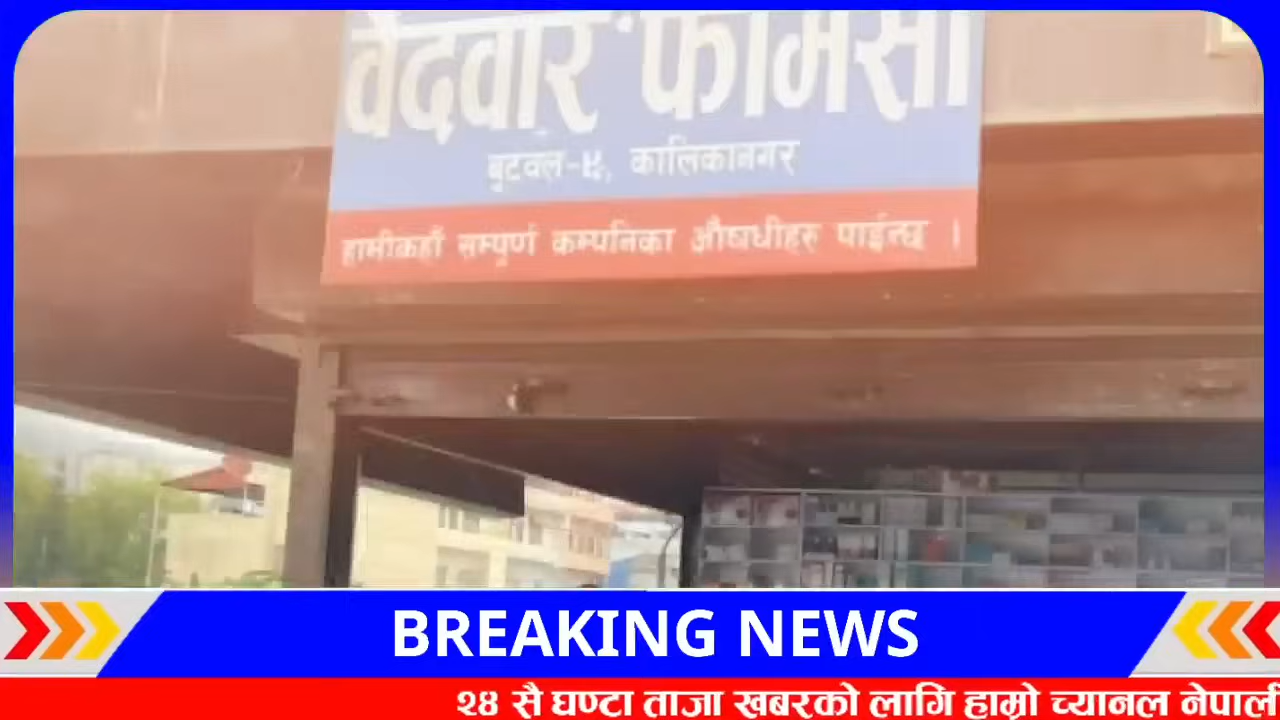 वेदवार फार्मेसी
बुटवल-९, कालिकानगर
हामीकहाँ सम्पुर्ण कम्पनिका औषधीहरु पाईन्छ ।
BREAKING NEWS
२४ सै घण्टा ताजा खबरको लागि हाम्रो च्यानल नेपाली